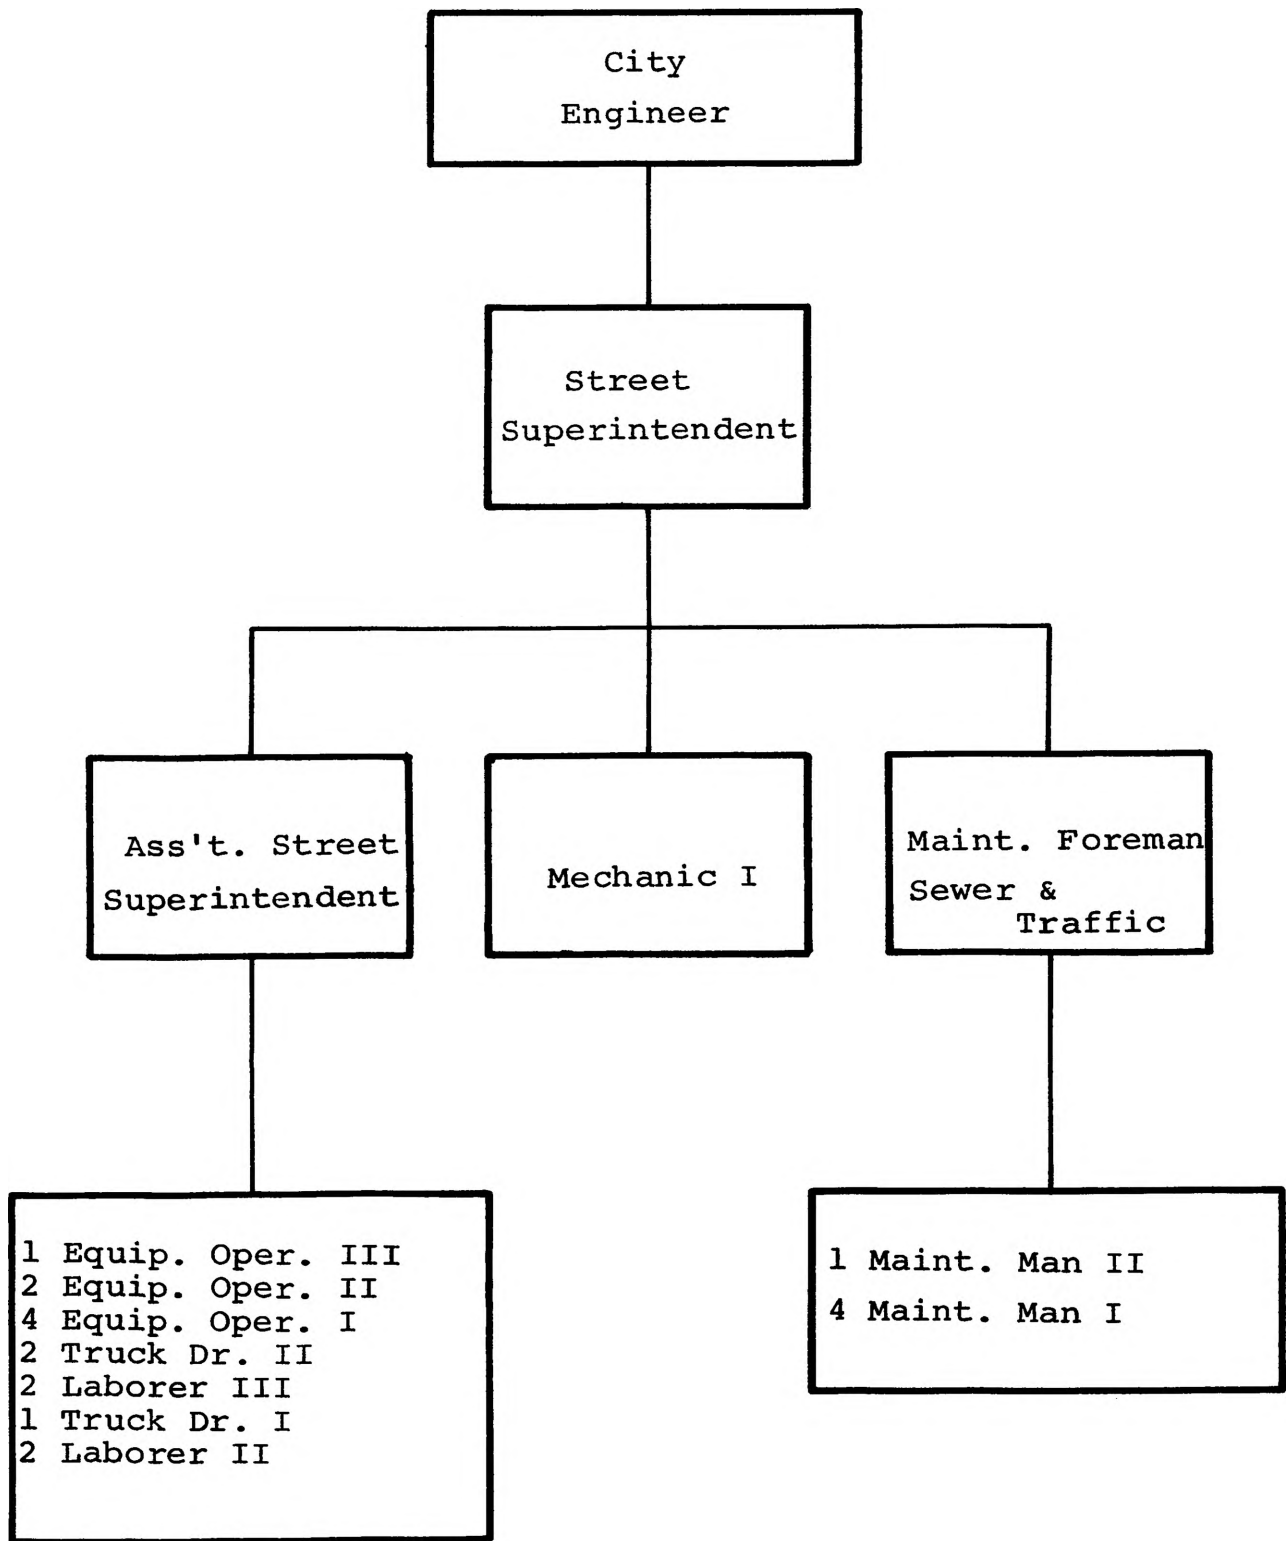 City
Engineer
Street
Superintendent
Ass't. Street
Superintendent
Mechanic I
Maint. Foreman
Sewer &
Traffic
1 Equip. Oper. III
2 Equip. Oper. II
4 Equip. Oper. I
2 Truck Dr. II
2 Laborer III
1 Truck Dr. I
2 Laborer II
1 Maint. Man II
4 Maint. Man I